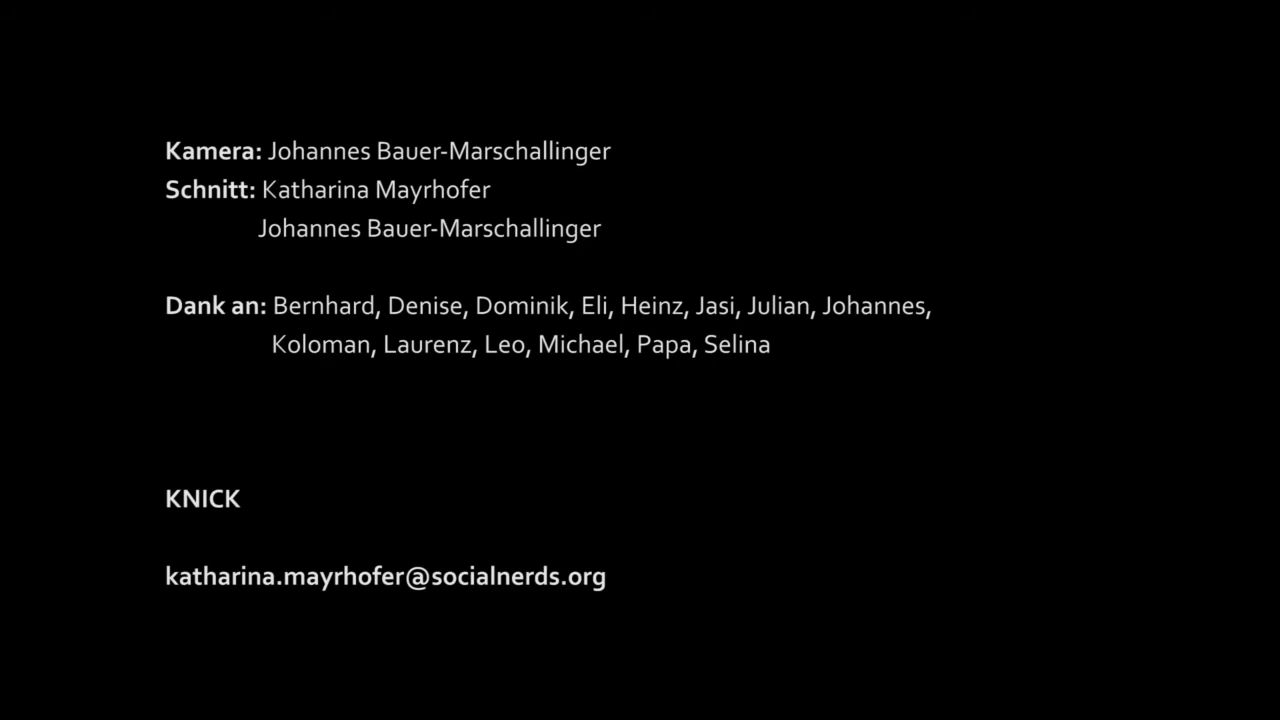 Kamera: Johannes Bauer-Marschallinger
Schnitt: Katharina Mayrhofer
Johannes Bauer-Marschallinger
Dank an: Bernhard, Denise, Dominik, Eli, Heinz, Jasi, Julian, Johannes,
Koloman, Laurenz, Leo, Michael, Papa, Selina
KNICK
katharina.mayrhofer@socialnerds.org